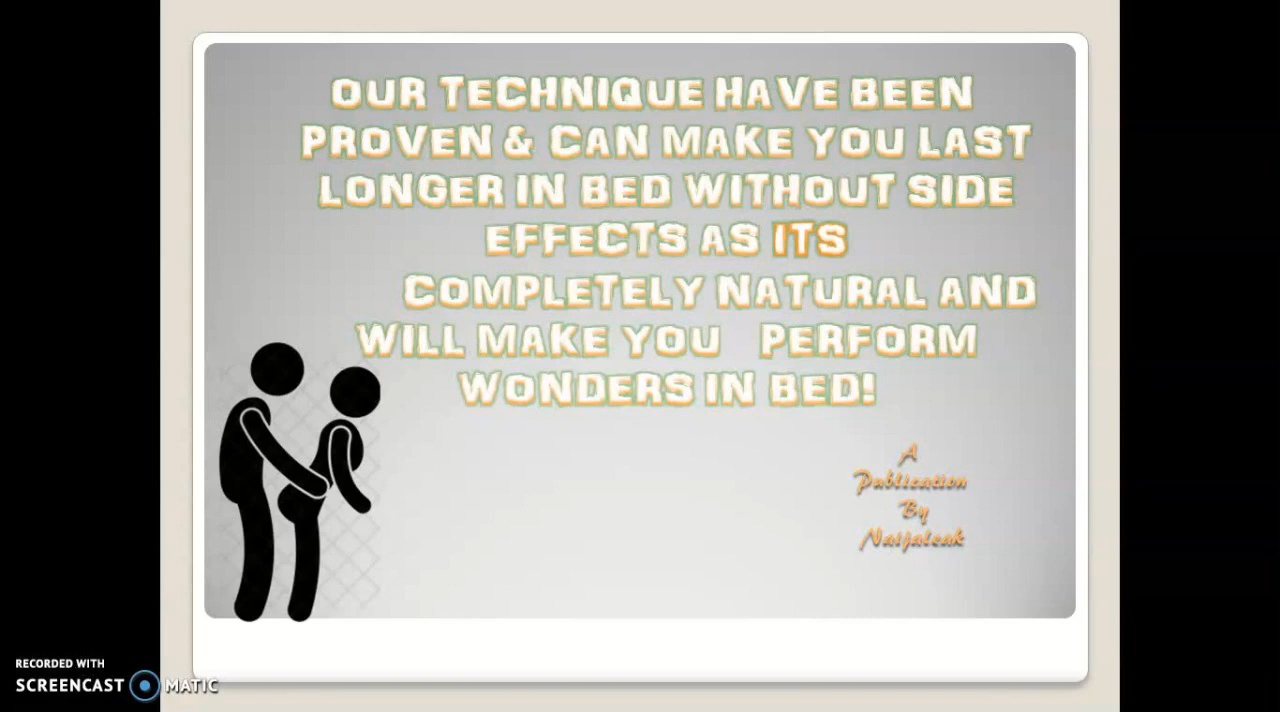 OUR TECHNIQUE HAVE BEEN
PROVEN & CAN MAKE YOU LAST
LONGER IN BED WITHOUT SIDE
EFFECTS AS ITS
COMPLETELY NATURAL AND
WILL MAKE YOU PERFORM
WONDERS IN BED!
A
Publication
By
Naijaleak
RECORDED WITH
SCREENCAST MATIC